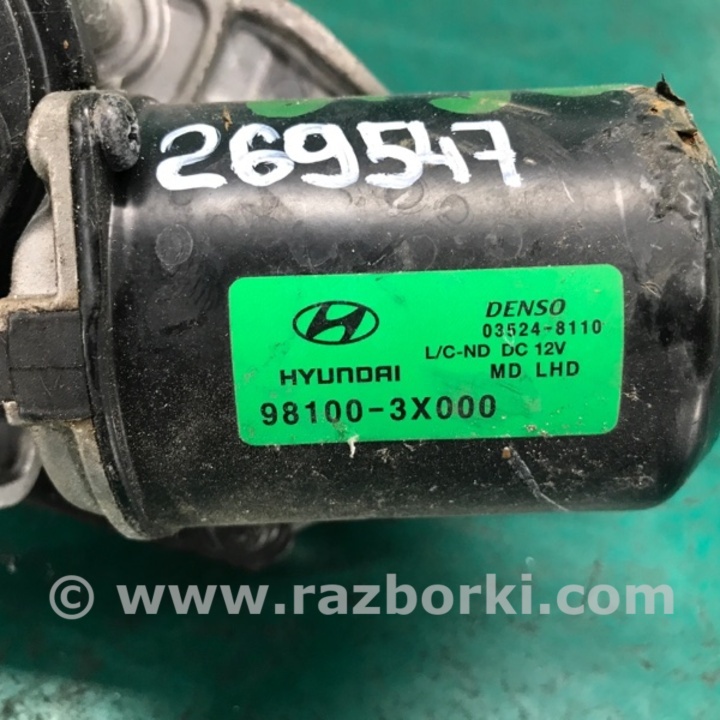 269547
DENSO
03524-8110
L/C-ND DC 12V
HYUNDAI MD LHD
98100-3X000
© www.razborki.com